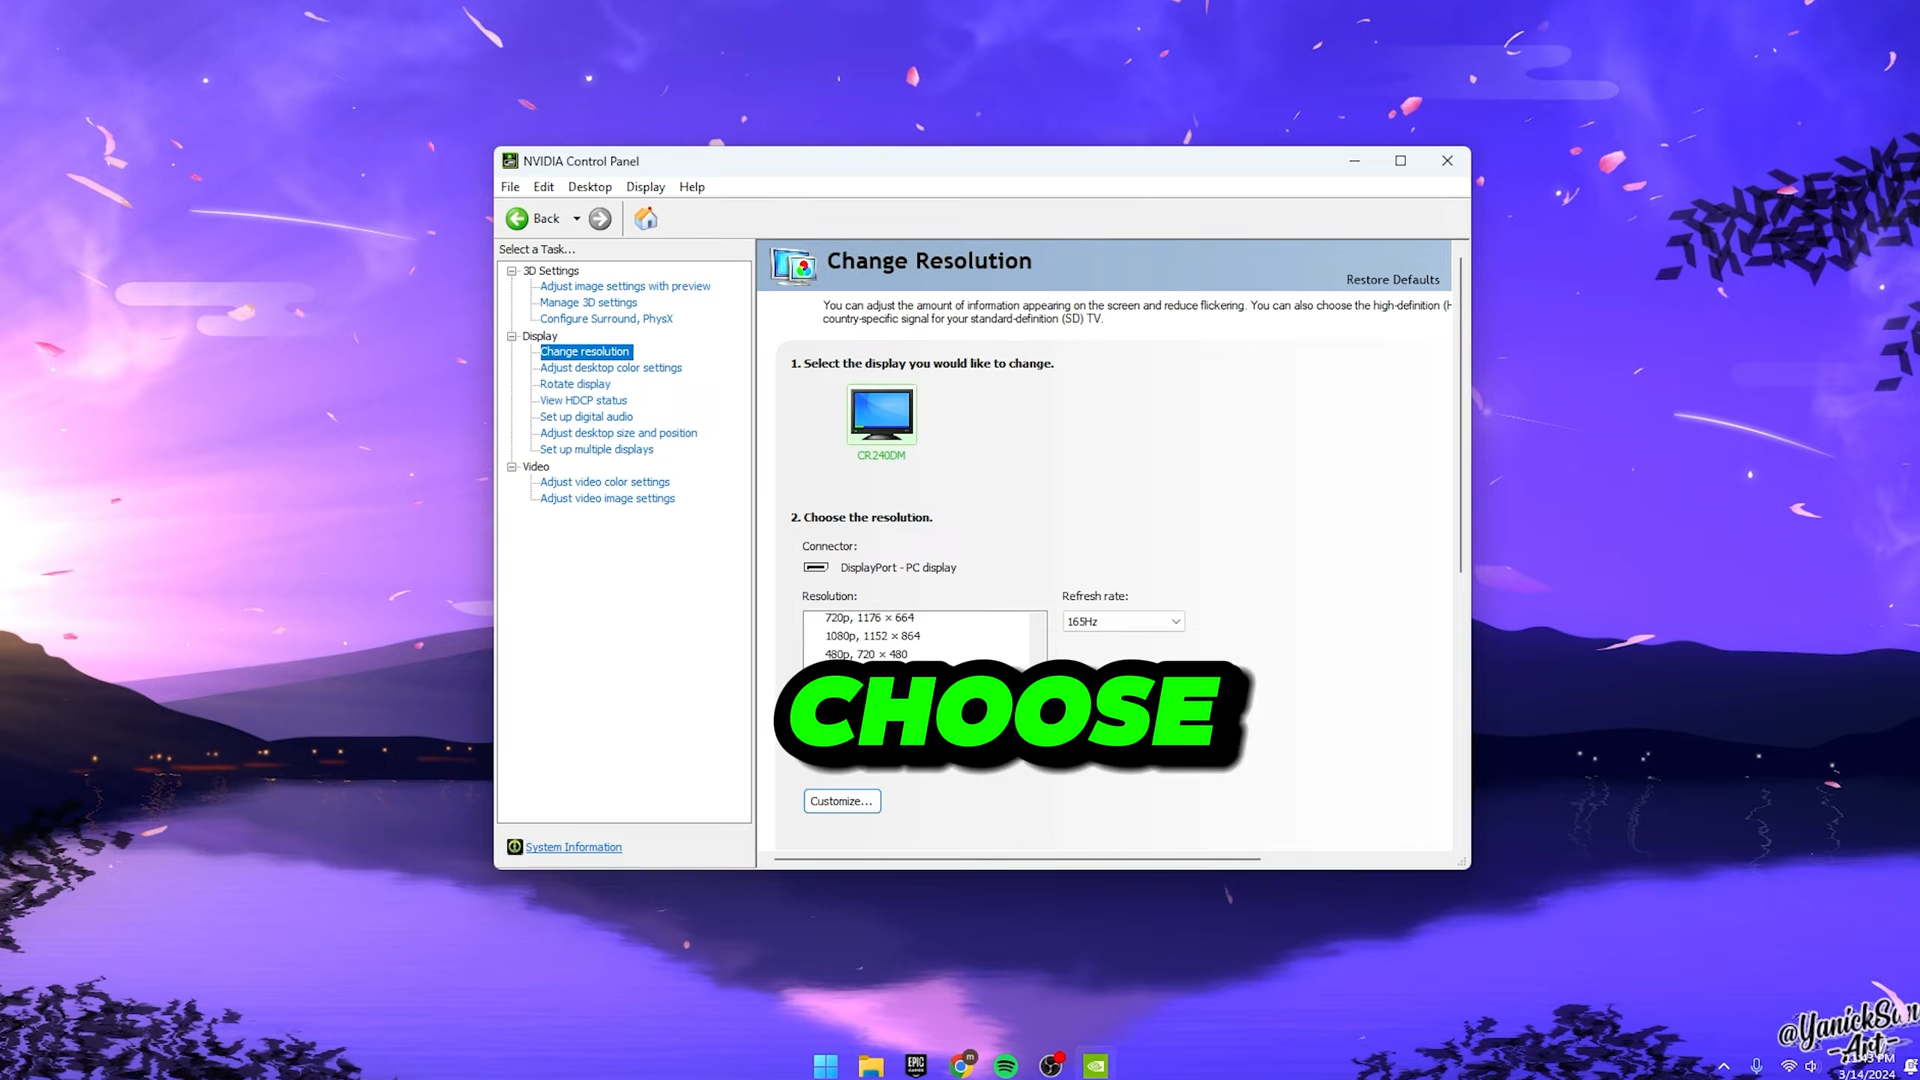 NVIDIA Control Panel
File Edit Desktop Display Help
Back
Select a Task...
3D Settings
Adjust image settings with preview
Manage 3D settings
Configure Surround, PhysX
Display
Change resolution
Adjust desktop color settings
Rotate display
View HDCP status
Set up digital audio
Adjust desktop size and position
Set up multiple displays
Video
Adjust video color settings
Adjust video image settings
System Information
Change Resolution
Restore Defaults
You can adjust the amount of information appearing on the screen and reduce flickering. You can also choose the high-definition (H
country-specific signal for your standard-definition (SD) TV.
1. Select the display you would like to change.
CR240DM
2. Choose the resolution.
Connector:
DisplayPort - PC display
Resolution:
720p, 1176 × 664
1080p, 1152 × 864
480p, 720 × 480
Refresh rate:
165Hz
CHOOSE
Customize...
EPIC
GAMES
m
@YanickSun
-Art-
3/14/2024